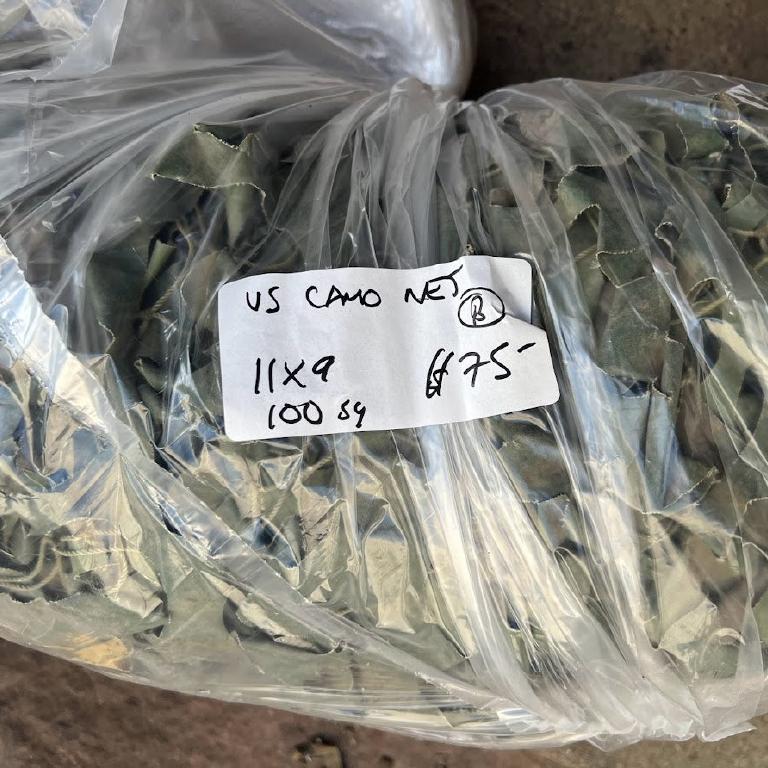 US CAMO NET
B
11x9 $75-
100 sq